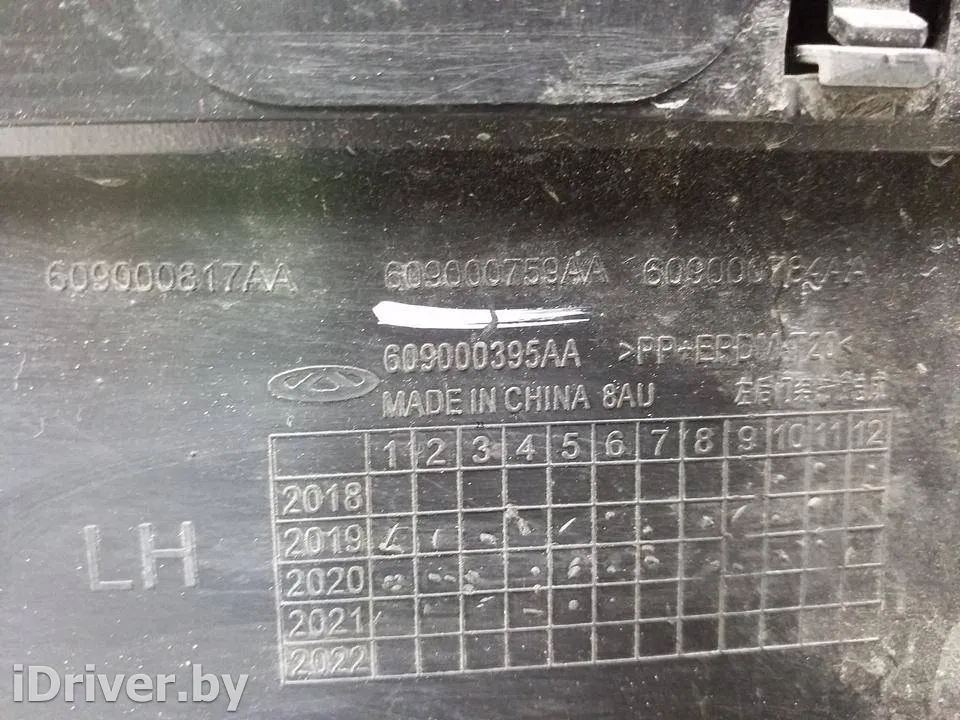 609000817AA 609000759AA 609000784AA
609000395AA >PP+EPDM-T20<
MADE IN CHINA 8AU
LH
1 2 3 4 5 6 7 8 9 10 11 12
2018
2019
2020
2021
2022
iDriver.by